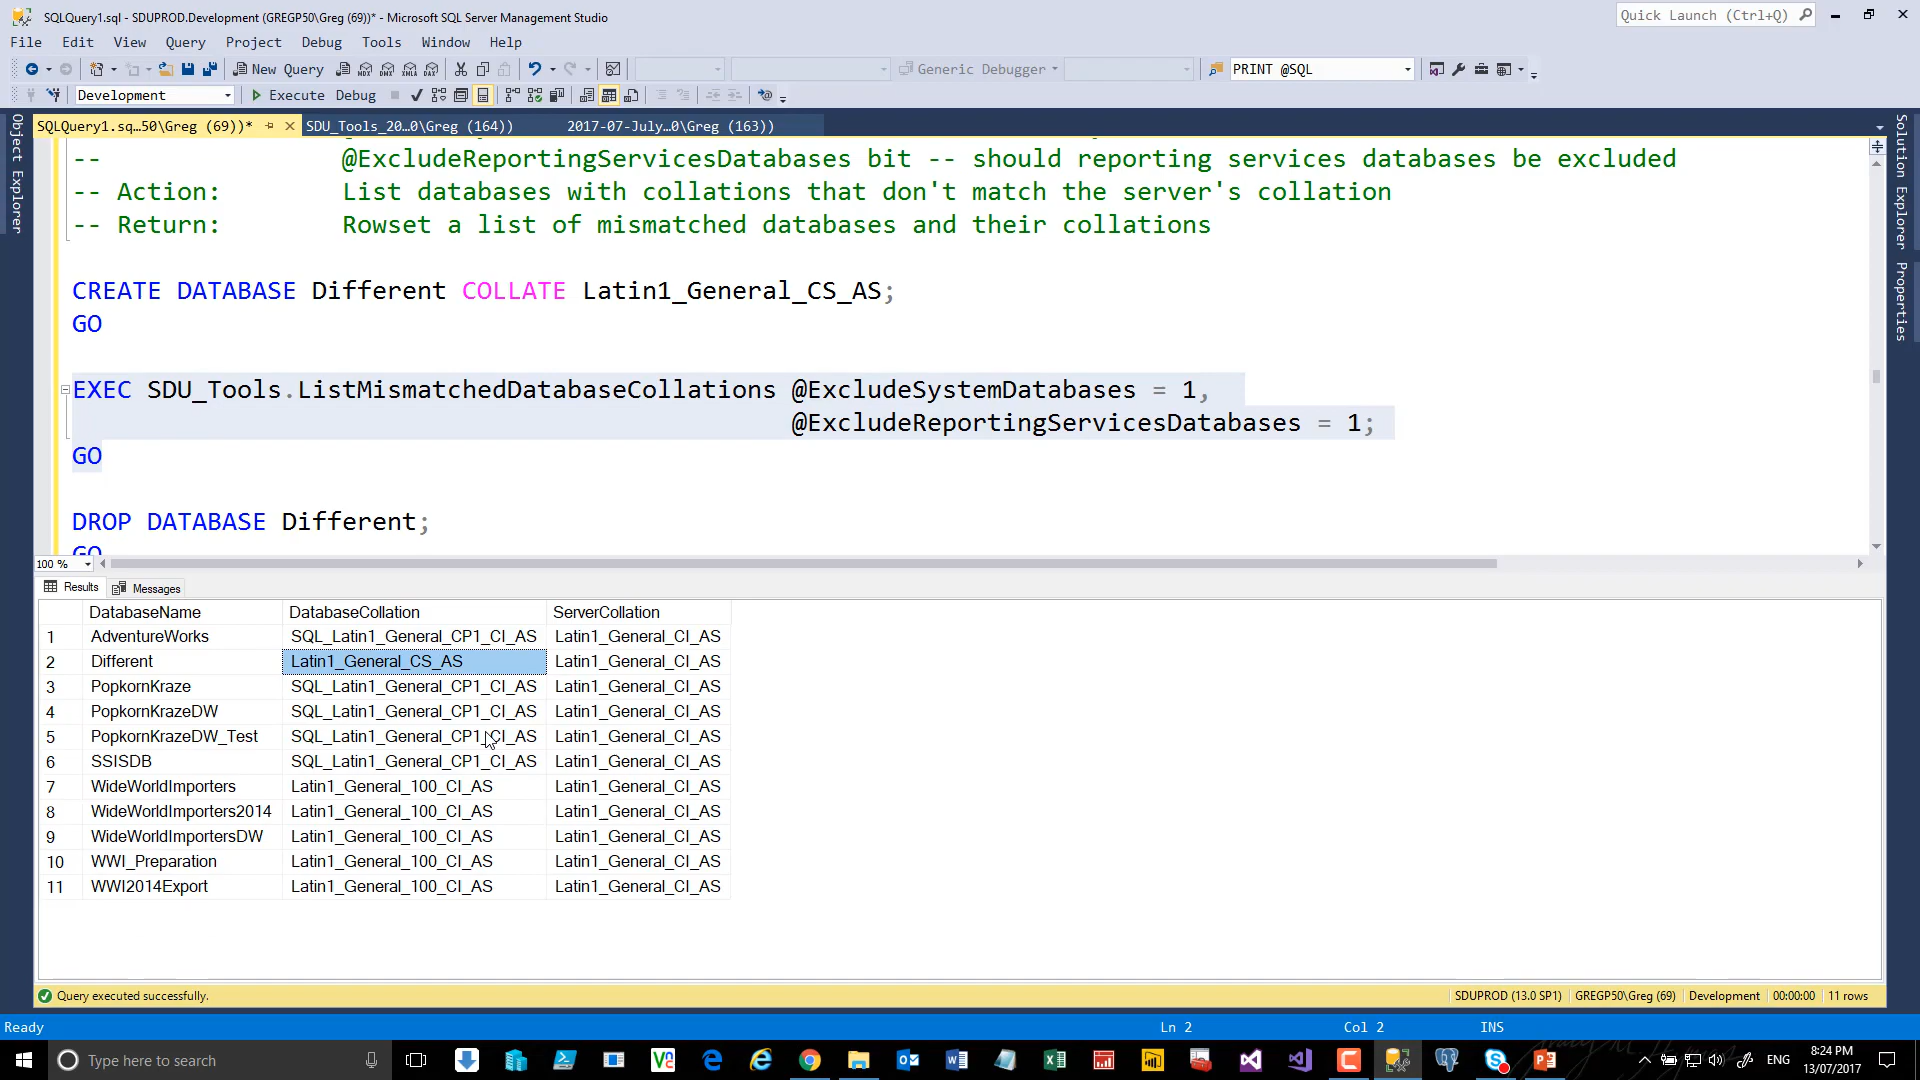 SQLQuery1.sql - SDUPROD.Development (GREGP50\Greg (69))* - Microsoft SQL Server Management Studio
Quick Launch (Ctrl+Q)
File Edit View Query Project Debug Tools Window Help
New Query MDX DMX XMLA DAX Generic Debugger PRINT @SQL
Development Execute Debug
SQLQuery1.sq...50\Greg (69))* SDU_Tools_20...0\Greg (164)) 2017-07-July...0\Greg (163))
Object Explorer
Solution Explorer
Properties
-- @ExcludeReportingServicesDatabases bit -- should reporting services databases be excluded
-- Action: List databases with collations that don't match the server's collation
-- Return: Rowset a list of mismatched databases and their collations
CREATE DATABASE Different COLLATE Latin1_General_CS_AS;
GO
EXEC SDU_Tools.ListMismatchedDatabaseCollations @ExcludeSystemDatabases = 1,
@ExcludeReportingServicesDatabases = 1;
GO
DROP DATABASE Different;
GO
100 %
Results Messages
DatabaseName DatabaseCollation ServerCollation
1 AdventureWorks SQL_Latin1_General_CP1_CI_AS Latin1_General_CI_AS
2 Different Latin1_General_CS_AS Latin1_General_CI_AS
3 PopkornKraze SQL_Latin1_General_CP1_CI_AS Latin1_General_CI_AS
4 PopkornKrazeDW SQL_Latin1_General_CP1_CI_AS Latin1_General_CI_AS
5 PopkornKrazeDW_Test SQL_Latin1_General_CP1_CI_AS Latin1_General_CI_AS
6 SSISDB SQL_Latin1_General_CP1_CI_AS Latin1_General_CI_AS
7 WideWorldImporters Latin1_General_100_CI_AS Latin1_General_CI_AS
8 WideWorldImporters2014 Latin1_General_100_CI_AS Latin1_General_CI_AS
9 WideWorldImportersDW Latin1_General_100_CI_AS Latin1_General_CI_AS
10 WWI_Preparation Latin1_General_100_CI_AS Latin1_General_CI_AS
11 WWI2014Export Latin1_General_100_CI_AS Latin1_General_CI_AS
Query executed successfully. SDUPROD (13.0 SP1) GREGP50\Greg (69) Development 00:00:00 11 rows
Ready Ln 2 Col 2 INS
Type here to search
ENG
8:24 PM
13/07/2017